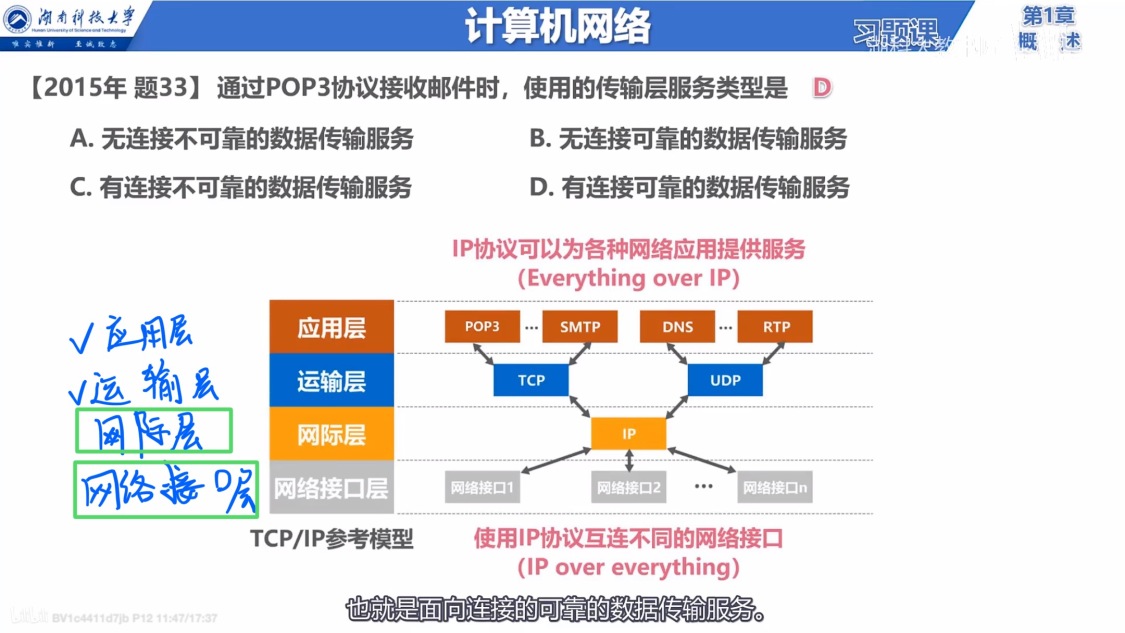 湖南科技大学
Hunan University of Science and Technology
唯实惟新 至诚致志
计算机网络
习题课
第1章
概 述
【2015年 题33】通过POP3协议接收邮件时，使用的传输层服务类型是 D
A. 无连接不可靠的数据传输服务
B. 无连接可靠的数据传输服务
C. 有连接不可靠的数据传输服务
D. 有连接可靠的数据传输服务
IP协议可以为各种网络应用提供服务
（Everything over IP）
√应用层
√运输层
网际层
网络接口层
应用层
POP3 ··· SMTP
DNS ··· RTP
运输层
TCP
UDP
网际层
IP
网络接口层
网络接口1
网络接口2
···
网络接口n
TCP/IP参考模型
使用IP协议互连不同的网络接口
（IP over everything）
也就是面向连接的可靠的数据传输服务。
bilibili BV1c4411d7jb P12 11:47/17:37